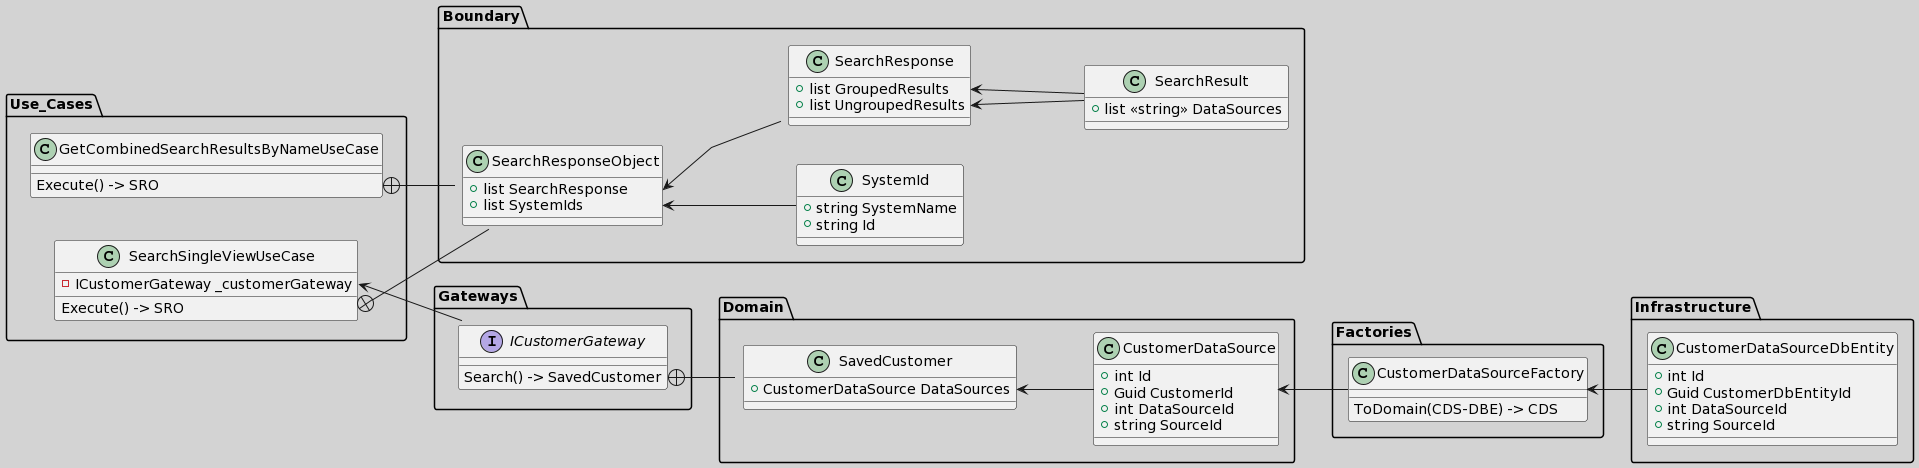 Boundary
C SearchResponse
list GroupedResults
list UngroupedResults
C SearchResult
list «string» DataSources
C SearchResponseObject
list SearchResponse
list SystemIds
C SystemId
string SystemName
string Id
Use_Cases
C GetCombinedSearchResultsByNameUseCase
Execute() -> SRO
C SearchSingleViewUseCase
ICustomerGateway _customerGateway
Execute() -> SRO
Gateways
I ICustomerGateway
Search() -> SavedCustomer
Domain
C SavedCustomer
CustomerDataSource DataSources
C CustomerDataSource
int Id
Guid CustomerId
int DataSourceId
string SourceId
Factories
C CustomerDataSourceFactory
ToDomain(CDS-DBE) -> CDS
Infrastructure
C CustomerDataSourceDbEntity
int Id
Guid CustomerDbEntityId
int DataSourceId
string SourceId